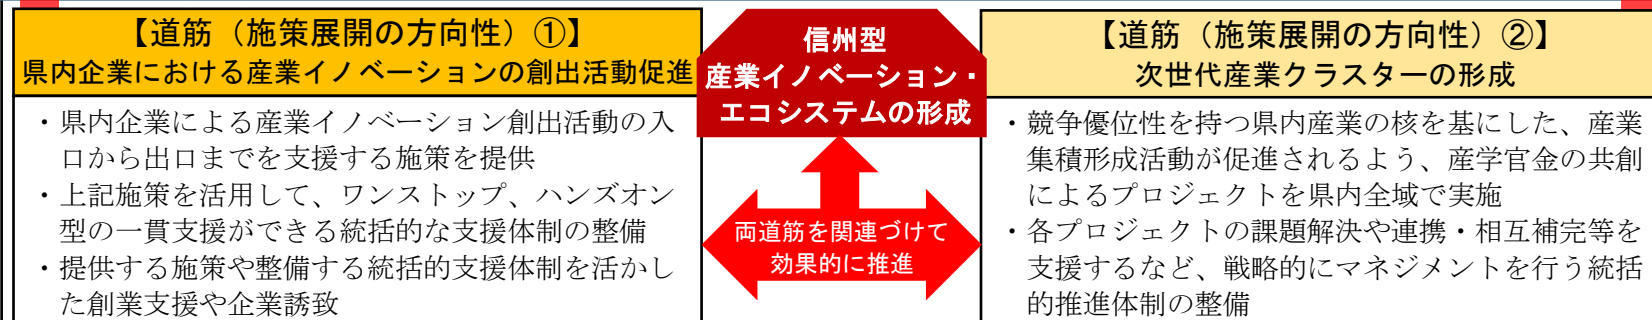 【道筋（施策展開の方向性）①】
県内企業における産業イノベーションの創出活動促進
・県内企業による産業イノベーション創出活動の入
口から出口までを支援する施策を提供
・上記施策を活用して、ワンストップ、ハンズオン
型の一貫支援ができる統括的な支援体制の整備
・提供する施策や整備する統括的支援体制を活かし
た創業支援や企業誘致
信州型
産業イノベーション・
エコシステムの形成
両道筋を関連づけて
効果的に推進
【道筋（施策展開の方向性）②】
次世代産業クラスターの形成
・競争優位性を持つ県内産業の核を基にした、産業
集積形成活動が促進されるよう、産学官金の共創
によるプロジェクトを県内全域で実施
・各プロジェクトの課題解決や連携・相互補完等を
支援するなど、戦略的にマネジメントを行う統括
的推進体制の整備